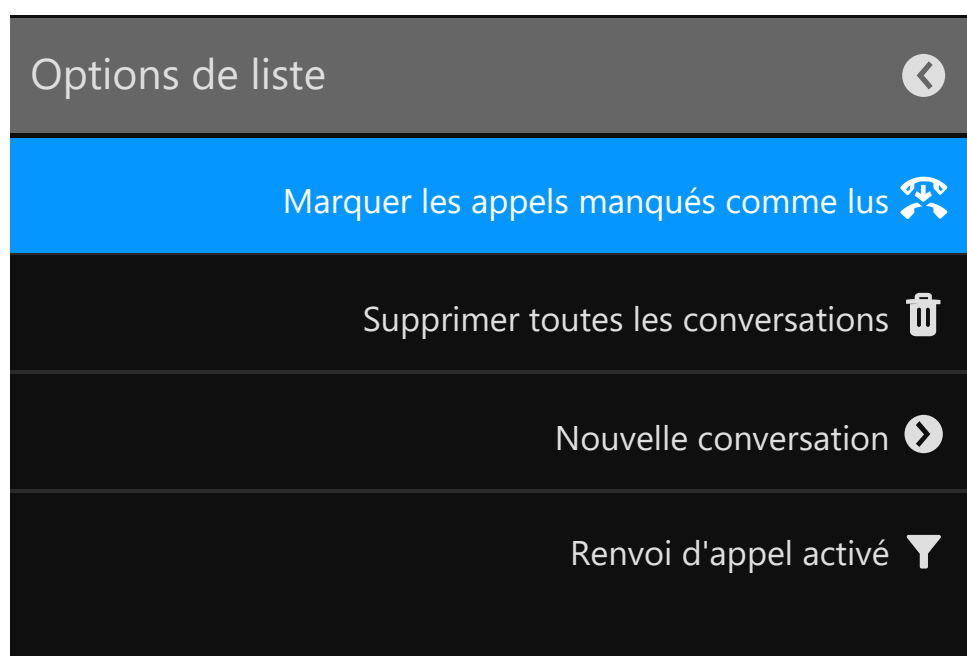 Options de liste
Marquer les appels manqués comme lus
Supprimer toutes les conversations
Nouvelle conversation
Renvoi d'appel activé